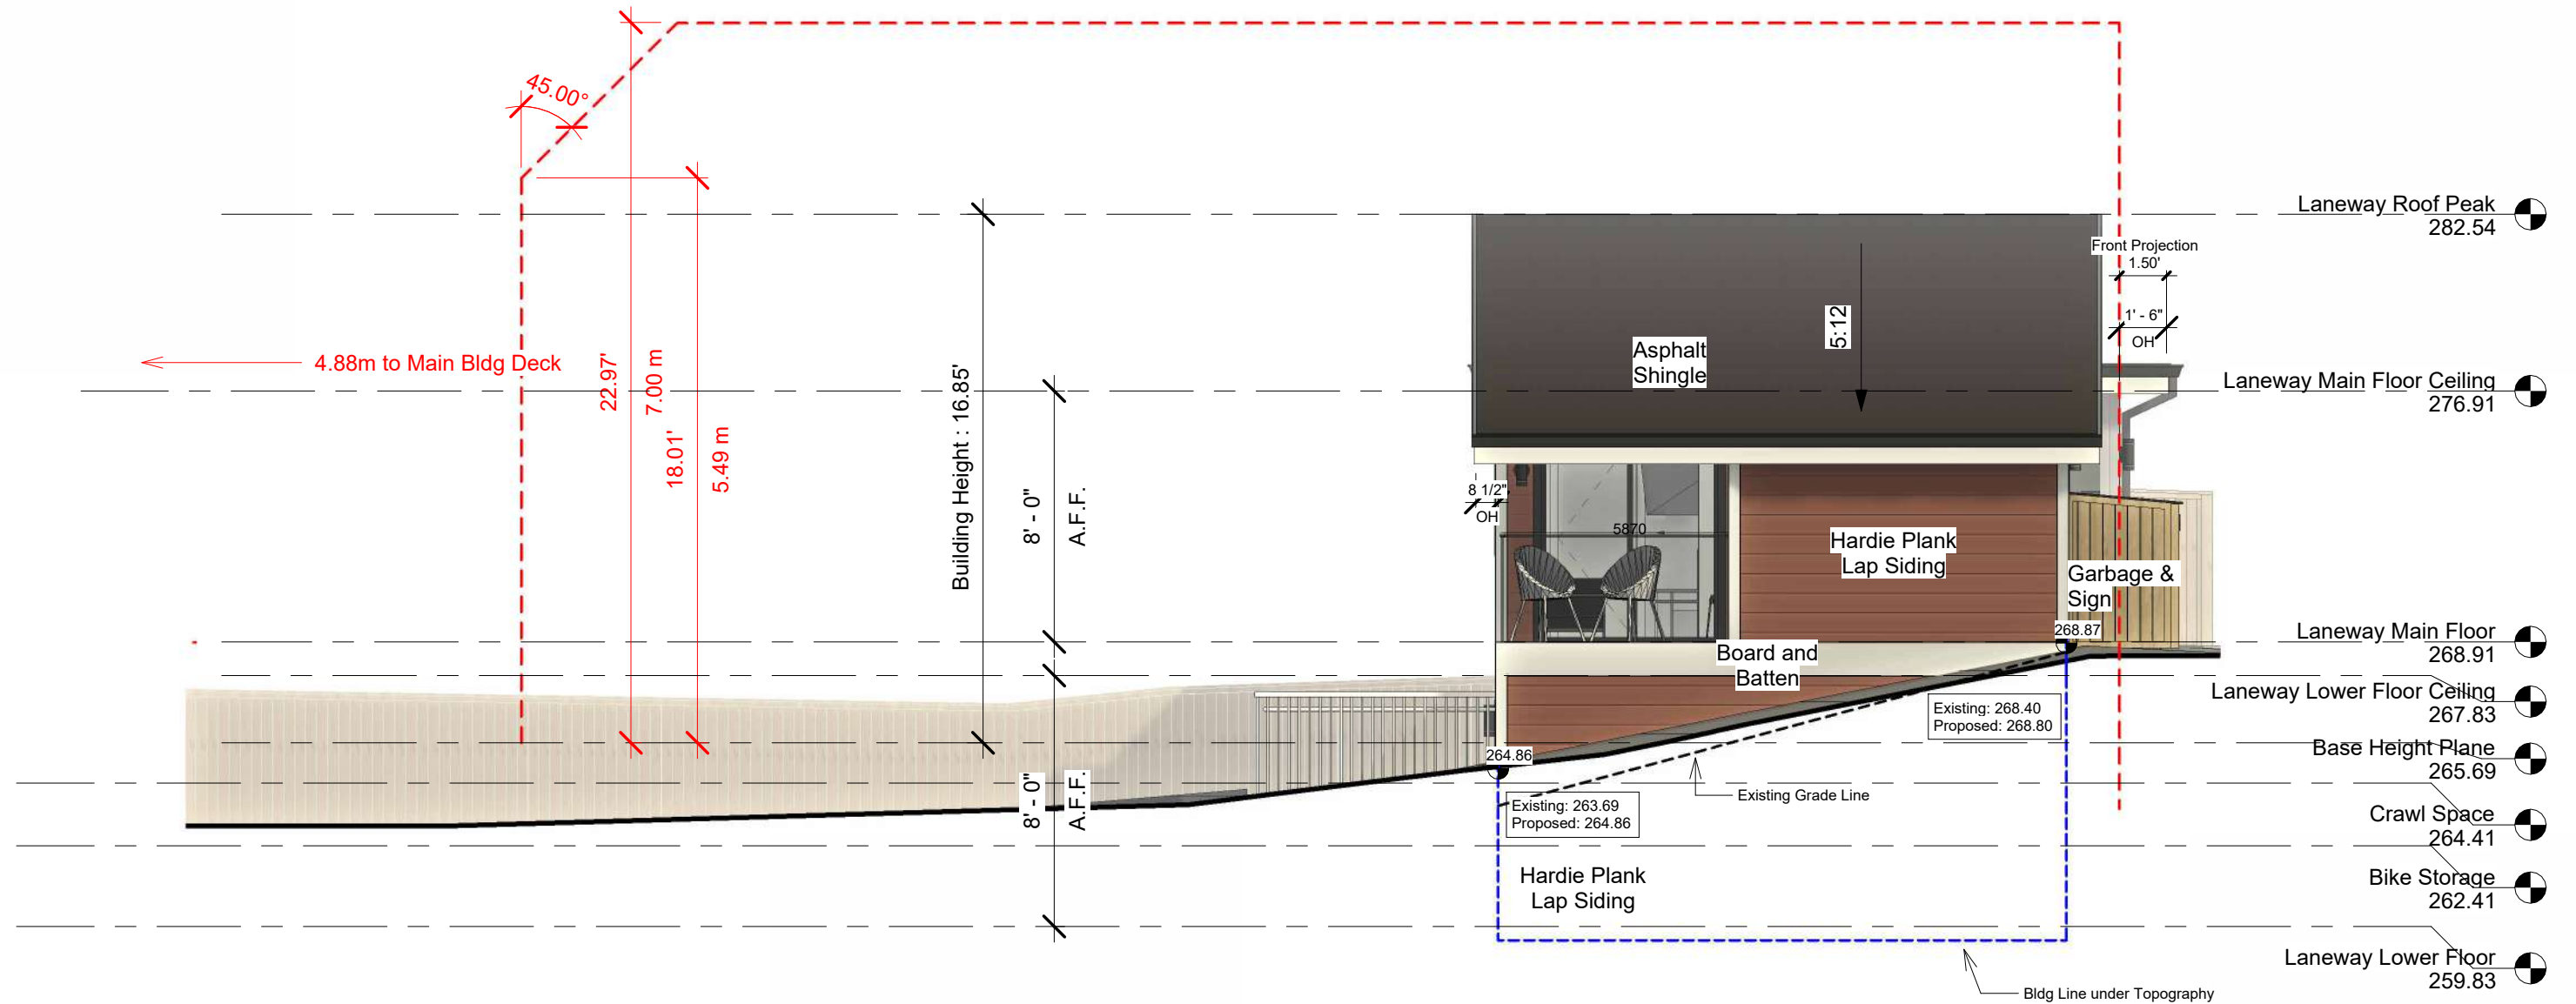 45.00°
Laneway Roof Peak
282.54
Front Projection
1.50'
1' - 6"
OH
5:12
Asphalt
Shingle
4.88m to Main Bldg Deck
22.97'
7.00 m
18.01'
5.49 m
Building Height : 16.85'
Laneway Main Floor Ceiling
276.91
8' - 0"
A.F.F.
8 1/2"
OH
5870
Hardie Plank
Lap Siding
Garbage &
Sign
268.87
Laneway Main Floor
268.91
Board and
Batten
Laneway Lower Floor Ceiling
267.83
Existing: 268.40
Proposed: 268.80
264.86
Base Height Plane
265.69
Existing Grade Line
Existing: 263.69
Proposed: 264.86
8' - 0"
A.F.F.
Crawl Space
264.41
Hardie Plank
Lap Siding
Bike Storage
262.41
Laneway Lower Floor
259.83
Bldg Line under Topography